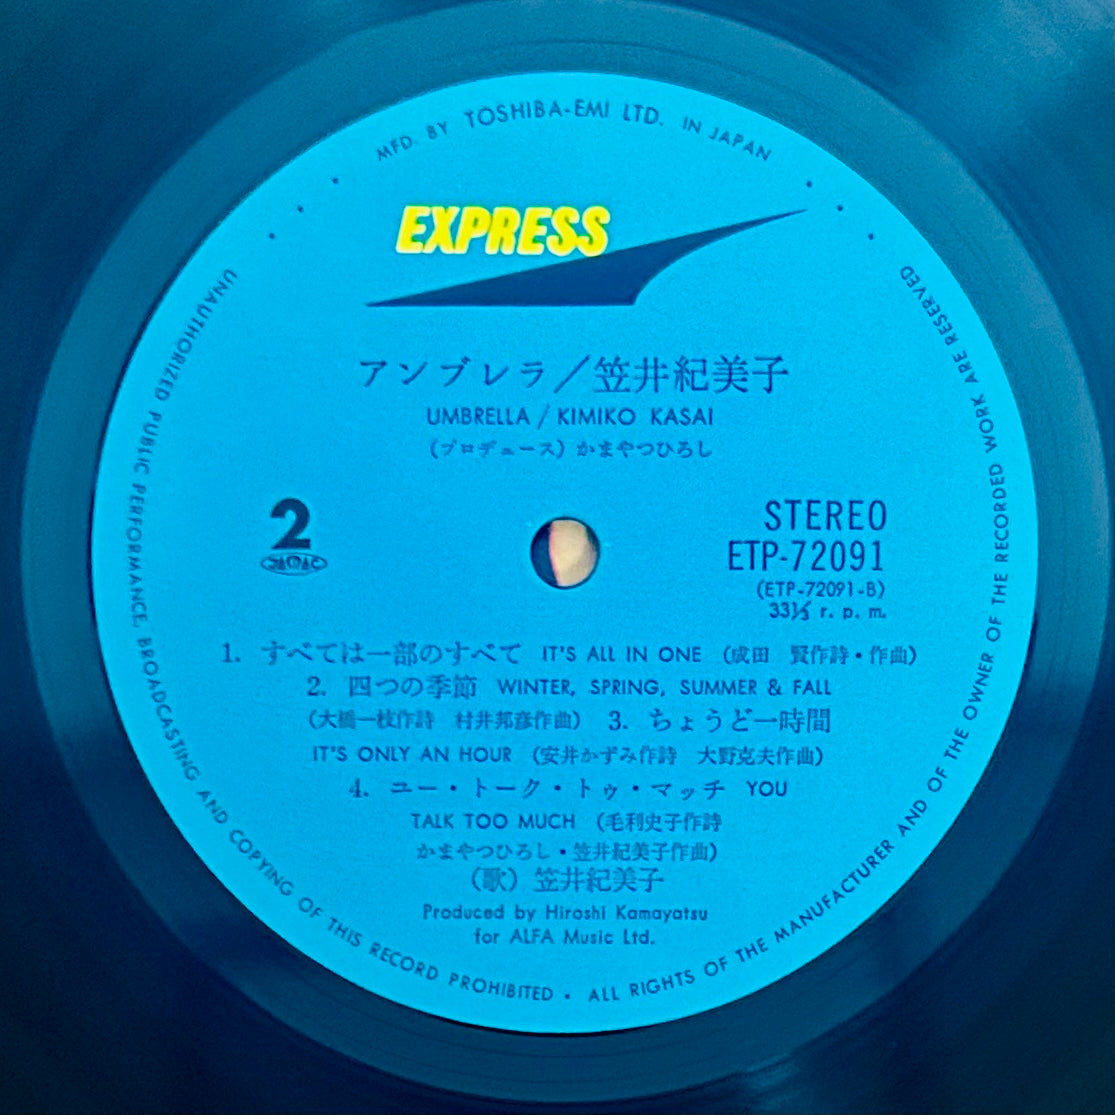 MFD BY TOSHIBA-EMI LTD. IN JAPAN
EXPRESS
アンブレラ／笠井紀美子
UMBRELLA / KIMIKO KASAI
（プロデュース）かまやつひろし
2
STEREO
ETP-72091
(ETP-72091-B)
33⅓ r. p. m.
1. すべては一部のすべて IT'S ALL IN ONE （成田 賢作詩・作曲）
2. 四つの季節 WINTER, SPRING, SUMMER & FALL
（大橋一枝作詩 村井邦彦作曲） 3. ちょうど一時間
IT'S ONLY AN HOUR （安井かずみ作詩 大野克夫作曲）
4. ユー・トーク・トゥ・マッチ YOU
TALK TOO MUCH （毛利史子作詩
かまやつひろし・笠井紀美子作曲）
（歌）笠井紀美子
Produced by Hiroshi Kamayatsu
for ALFA Music Ltd.
UNAUTHORIZED PUBLIC PERFORMANCE, BROADCASTING AND COPYING OF THIS RECORD PROHIBITED • ALL RIGHTS OF THE MANUFACTURER AND OF THE OWNER OF THE RECORDED WORK ARE RESERVED